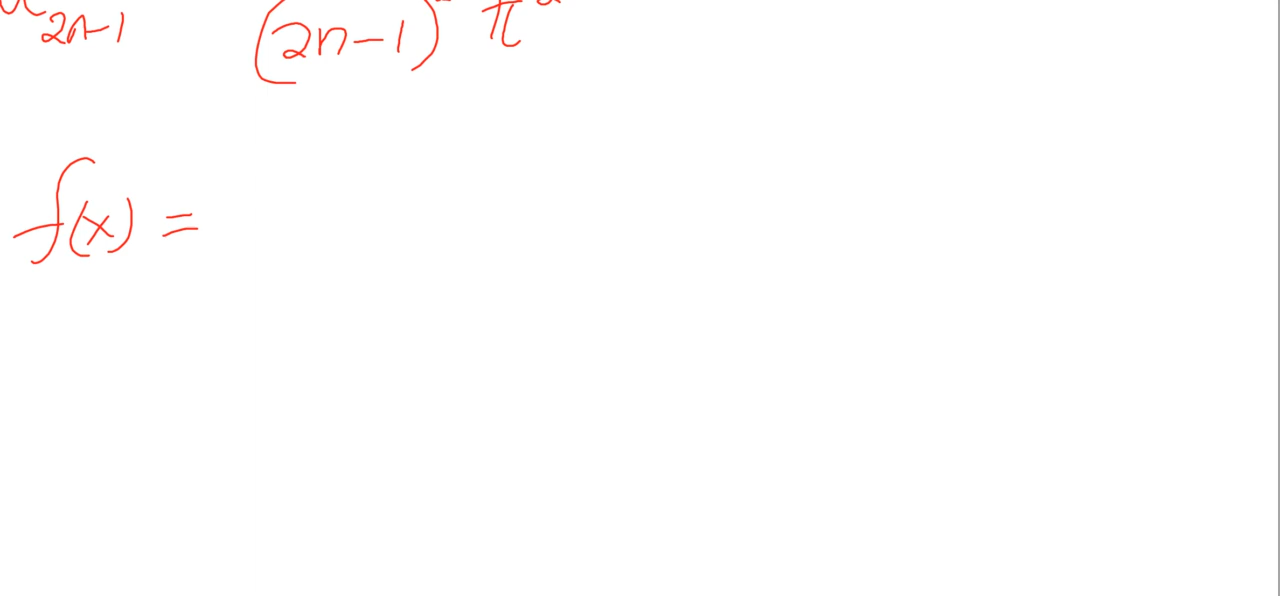 2n-1 (2n-1) π
f(x) =